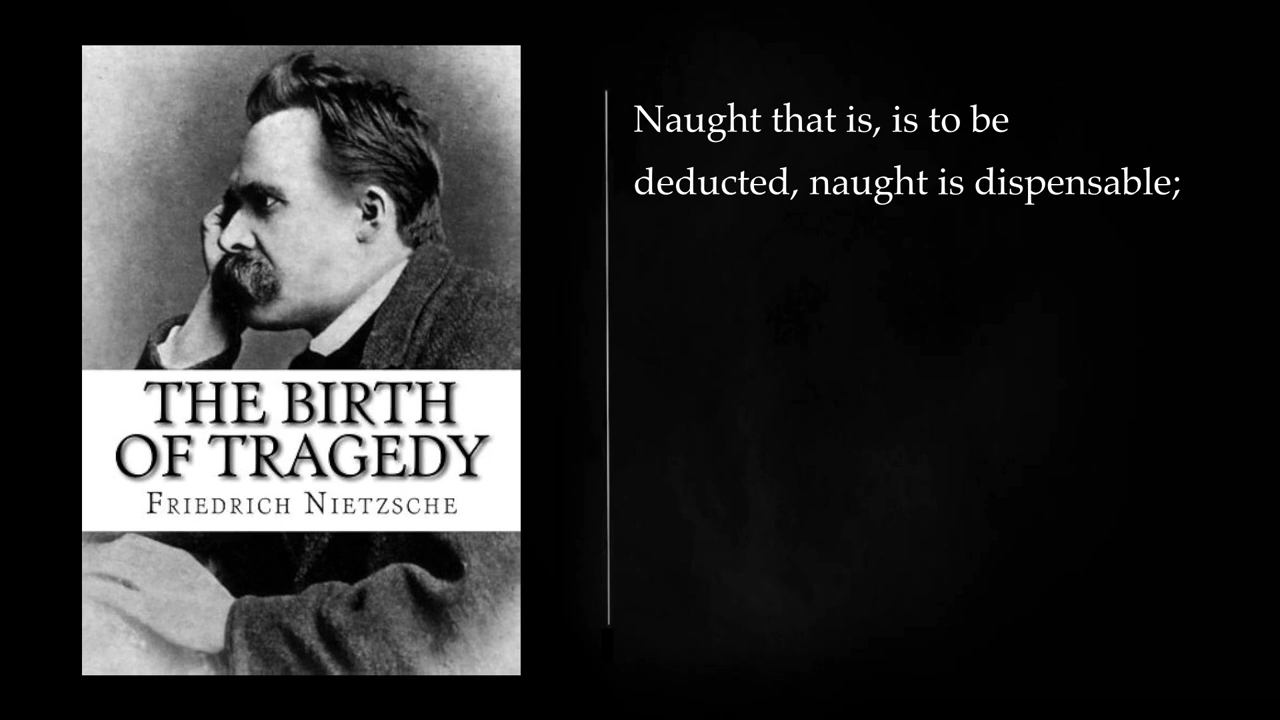 THE BIRTH
OF TRAGEDY
Friedrich Nietzsche
Naught that is, is to be
deducted, naught is dispensable;